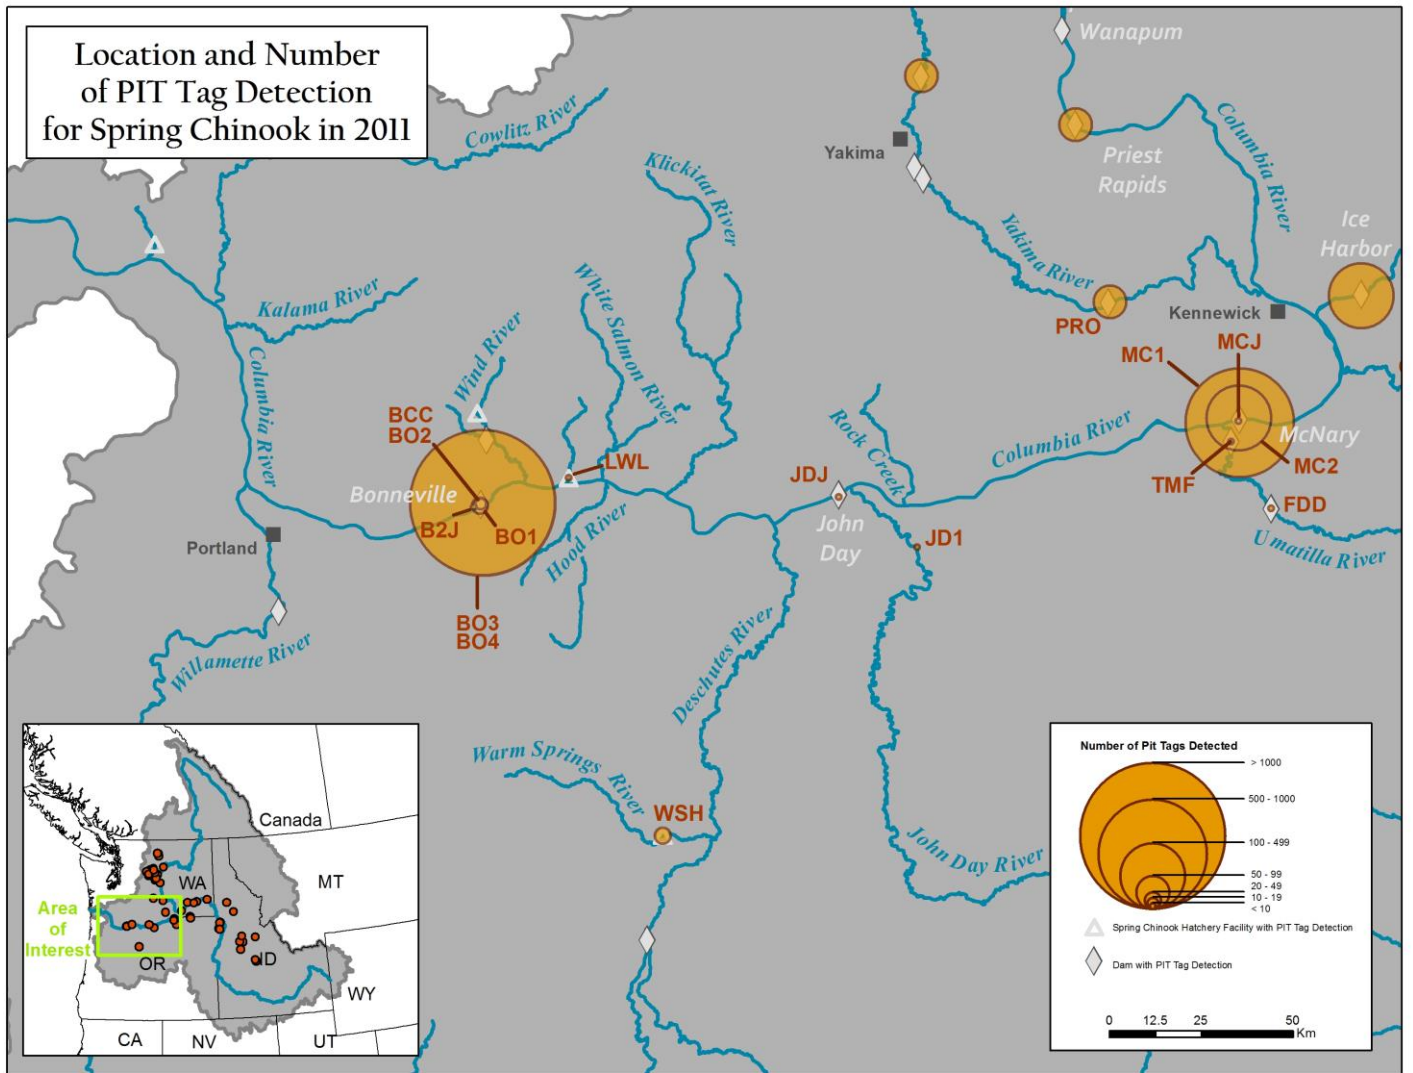 Location and Number
of PIT Tag Detection
for Spring Chinook in 2011
Cowlitz River
Klickitat River
Yakima
Wanapum
Priest
Rapids
Columbia River
Ice
Harbor
Yakima River
Kalama River
White Salmon River
Wind River
PRO
Kennewick
MCJ
MC1
Columbia River
BCC
BO2
Rock Creek
Columbia River
McNary
MC2
TMF
LWL
JDJ
FDD
Bonneville
B2J
BO1
John
Day
JD1
Umatilla River
Portland
Hood River
BO3
BO4
Willamette River
Deschutes River
Warm Springs River
WSH
John Day River
Canada
WA
MT
Area
of
Interest
OR
ID
WY
CA
NV
UT
Number of Pit Tags Detected
> 1000
500 - 1000
100 - 499
50 - 99
20 - 49
10 - 19
< 10
Spring Chinook Hatchery Facility with PIT Tag Detection
Dam with PIT Tag Detection
0 12.5 25 50
Km